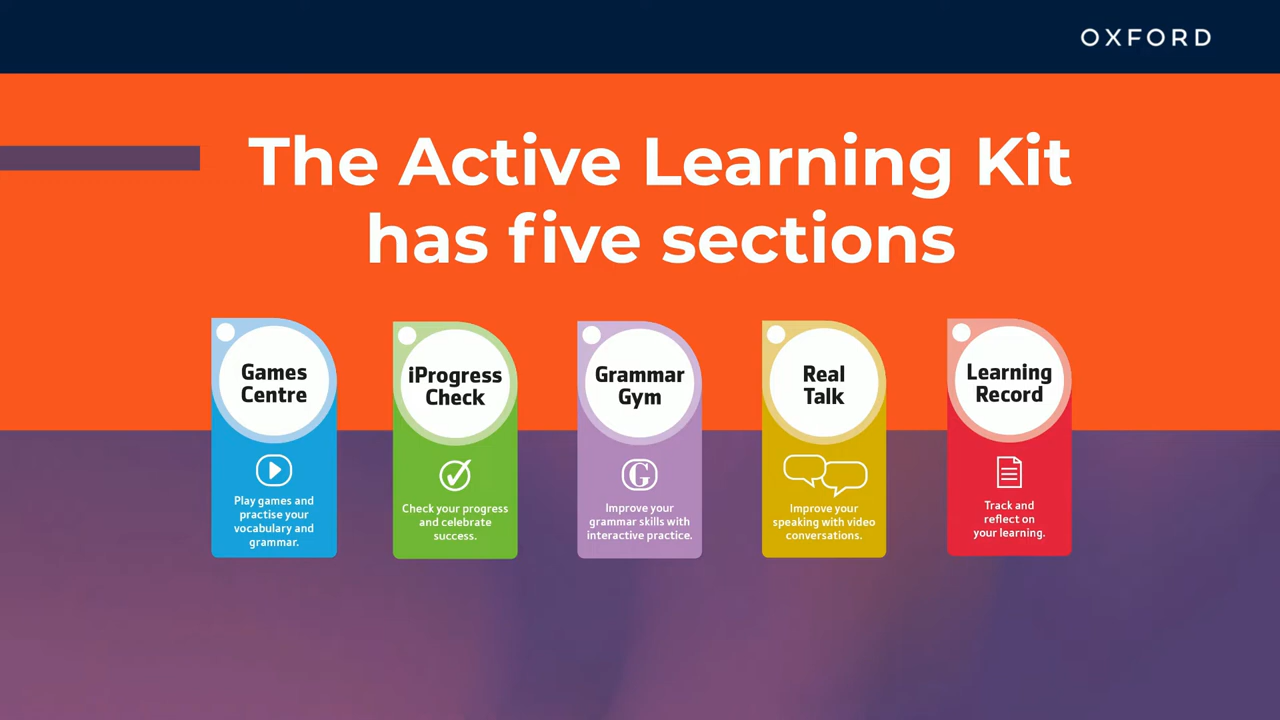 OXFORD
The Active Learning Kit
has five sections
Games
Centre
Play games and
practise your
vocabulary and
grammar.
iProgress
Check
Check your progress
and celebrate
success.
Grammar
Gym
G
Improve your
grammar skills with
interactive practice.
Real
Talk
Improve your
speaking with video
conversations.
Learning
Record
Track and
reflect on
your learning.